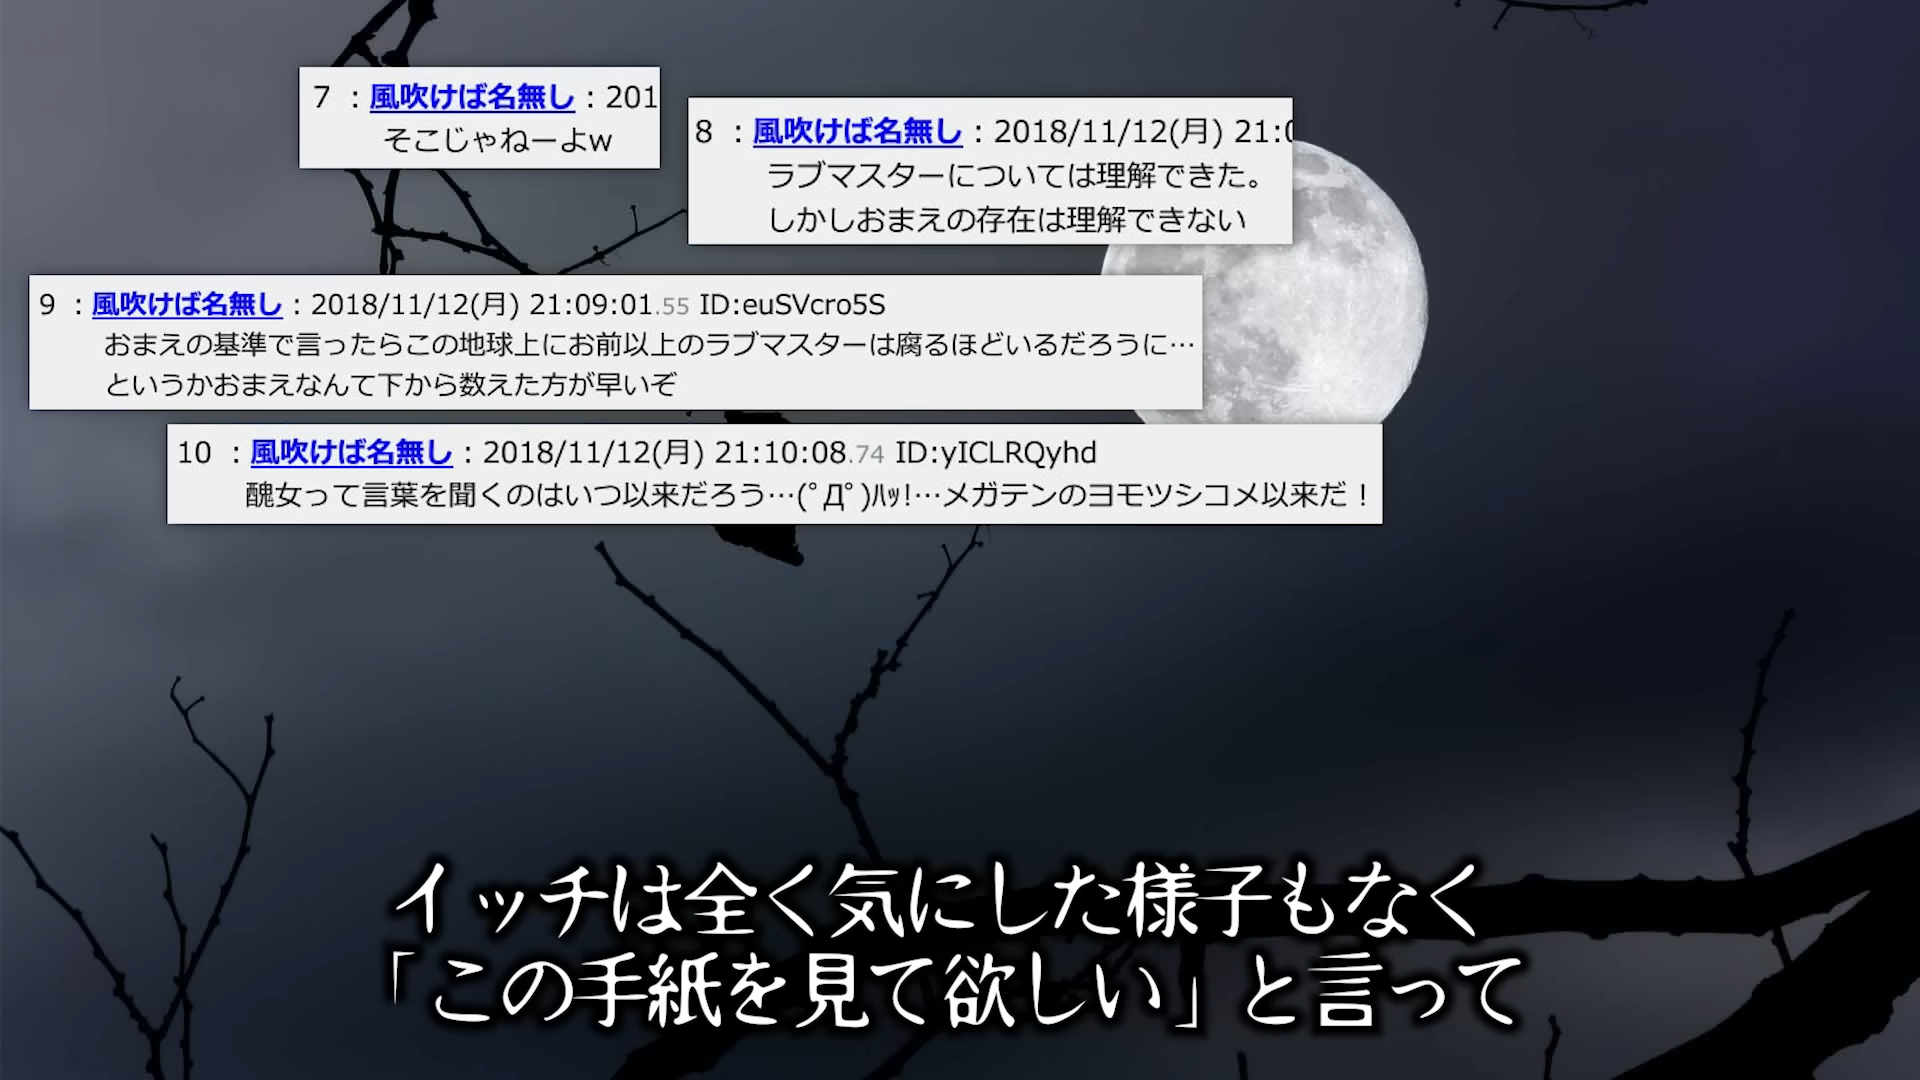 7 ：風吹けば名無し：201
そこじゃねーよw
8 ：風吹けば名無し：2018/11/12(月) 21:0
ラブマスターについては理解できた。
しかしおまえの存在は理解できない
9 ：風吹けば名無し：2018/11/12(月) 21:09:01.55 ID:euSVcro5S
おまえの基準で言ったらこの地球上にお前以上のラブマスターは腐るほどいるだろうに…
というかおまえなんて下から数えた方が早いぞ
10 ：風吹けば名無し：2018/11/12(月) 21:10:08.74 ID:yICLRQyhd
醜女って言葉を聞くのはいつ以来だろう…(ﾟДﾟ)ﾊｯ!…メガテンのヨモツシコメ以来だ！
イッチは全く気にした様子もなく
「この手紙を見て欲しい」と言って